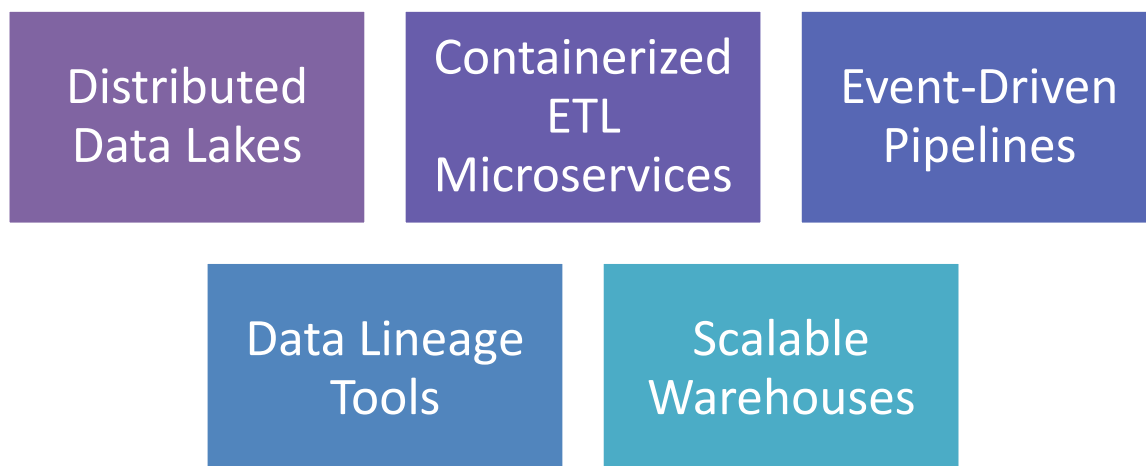 Distributed
Data Lakes
Containerized
ETL
Microservices
Event-Driven
Pipelines
Data Lineage
Tools
Scalable
Warehouses